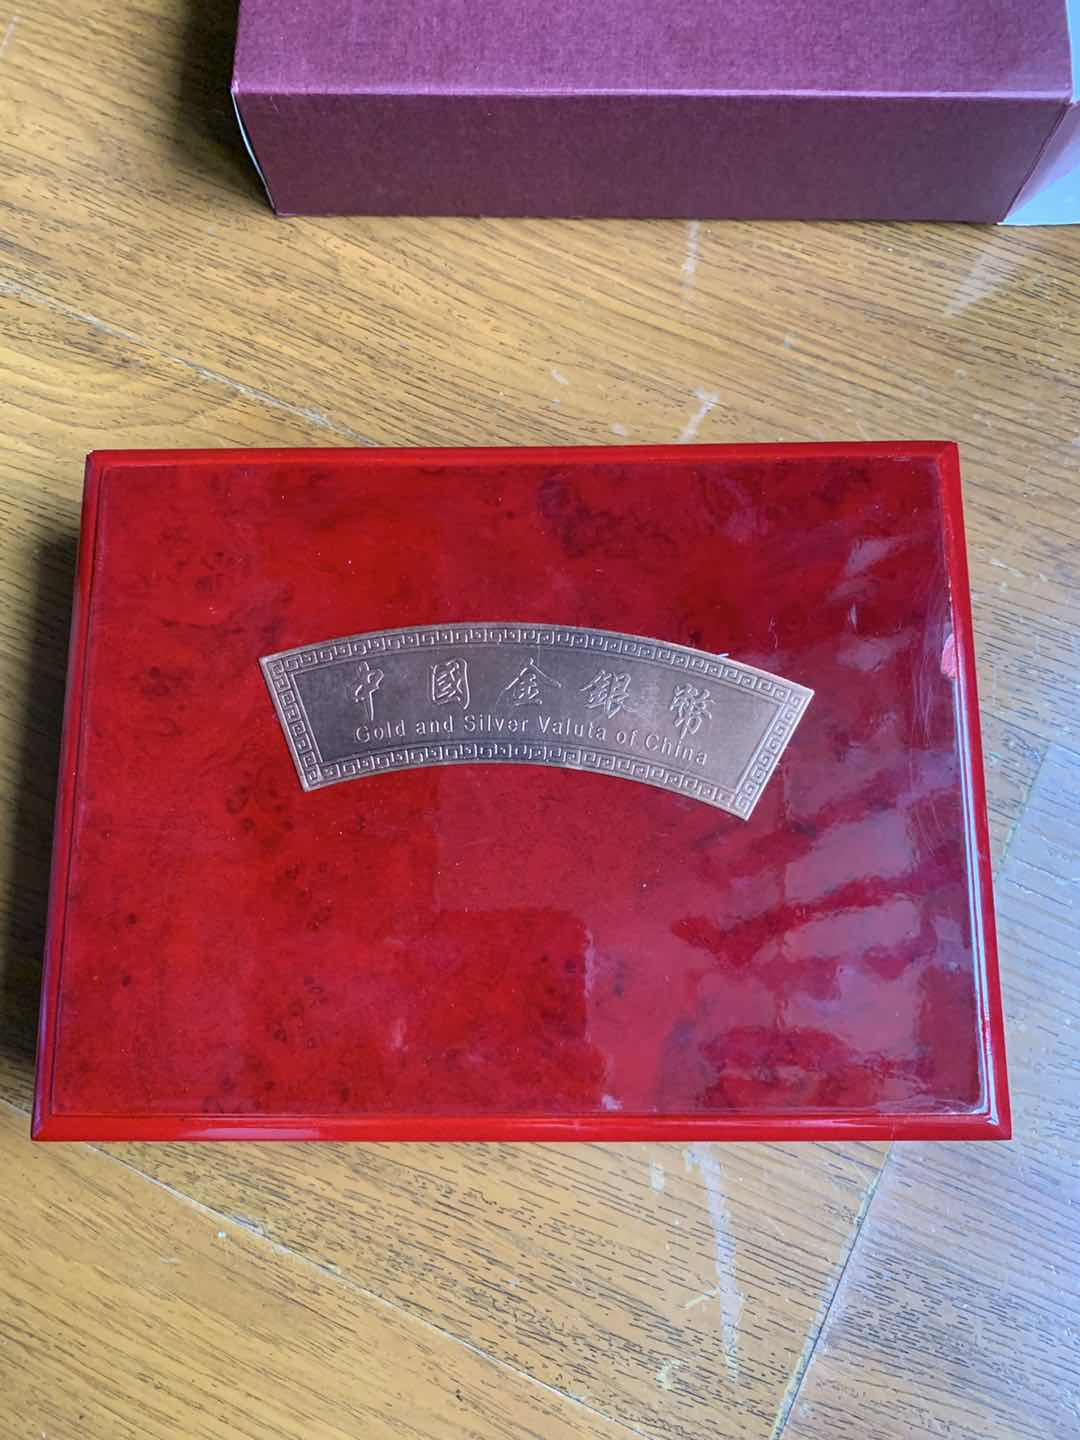 中國金銀幣
Gold and Silver Valuta of China